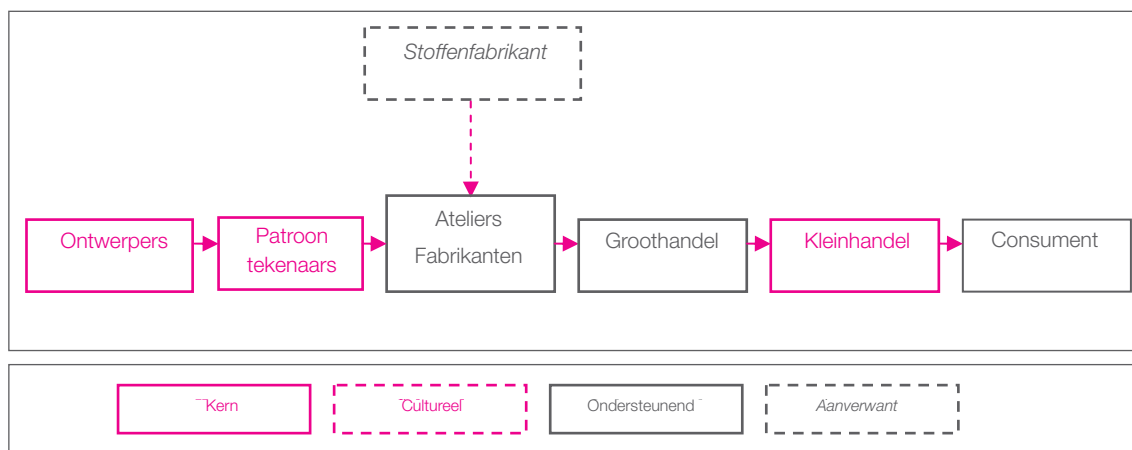 Stoffenfabrikant
Ontwerpers
Patroon
tekenaars
Ateliers
Fabrikanten
Groothandel
Kleinhandel
Consument
Kern
Cultureel
Ondersteunend
Aanverwant